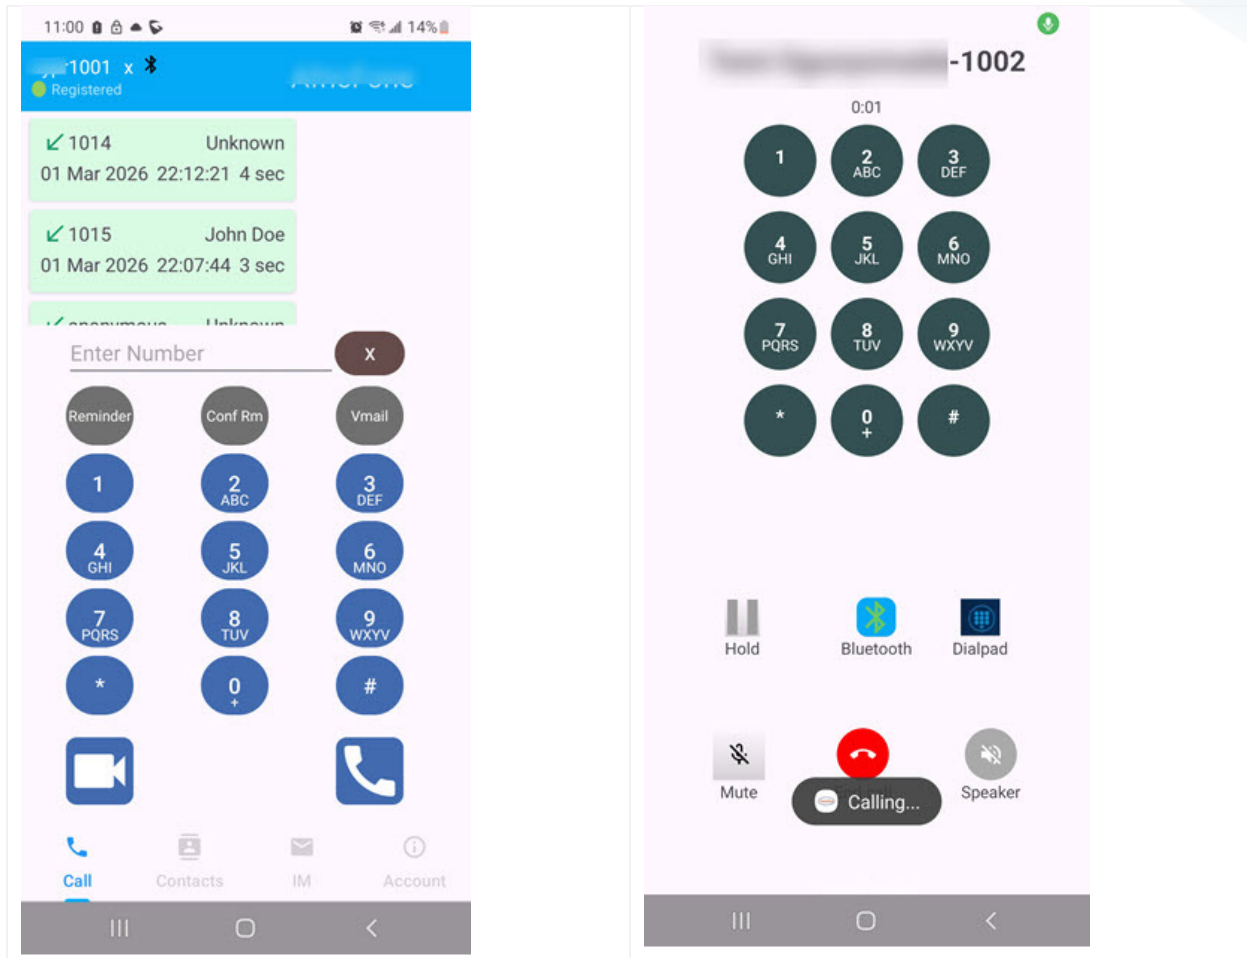 11:00 14%
1001 x
Registered
1014 Unknown
01 Mar 2026 22:12:21 4 sec
1015 John Doe
01 Mar 2026 22:07:44 3 sec
anonymous Unknown
Enter Number X
Reminder Conf Rm Vmail
1 2 3
ABC DEF
4 5 6
GHI JKL MNO
7 8 9
PQRS TUV WXYV
* 0 #
+
Call Contacts IM Account
-1002
0:01
1 2 3
ABC DEF
4 5 6
GHI JKL MNO
7 8 9
PQRS TUV WXYV
* 0 #
+
Hold Bluetooth Dialpad
Mute Speaker
Calling...